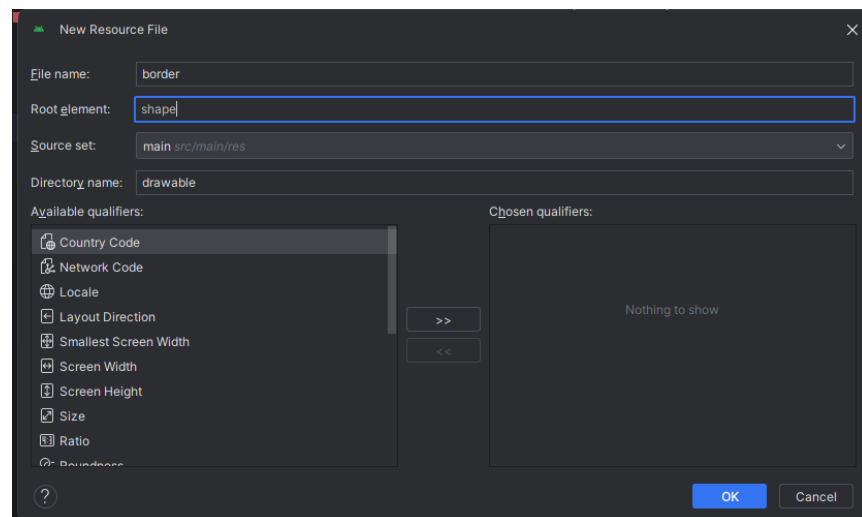 New Resource File
File name: border
Root element: shape
Source set: main src/main/res
Directory name: drawable
Available qualifiers: Chosen qualifiers:
Country Code
Network Code
Locale
Layout Direction
Smallest Screen Width
Screen Width
Screen Height
Size
Ratio
Roundness
>>
<<
Nothing to show
? OK Cancel